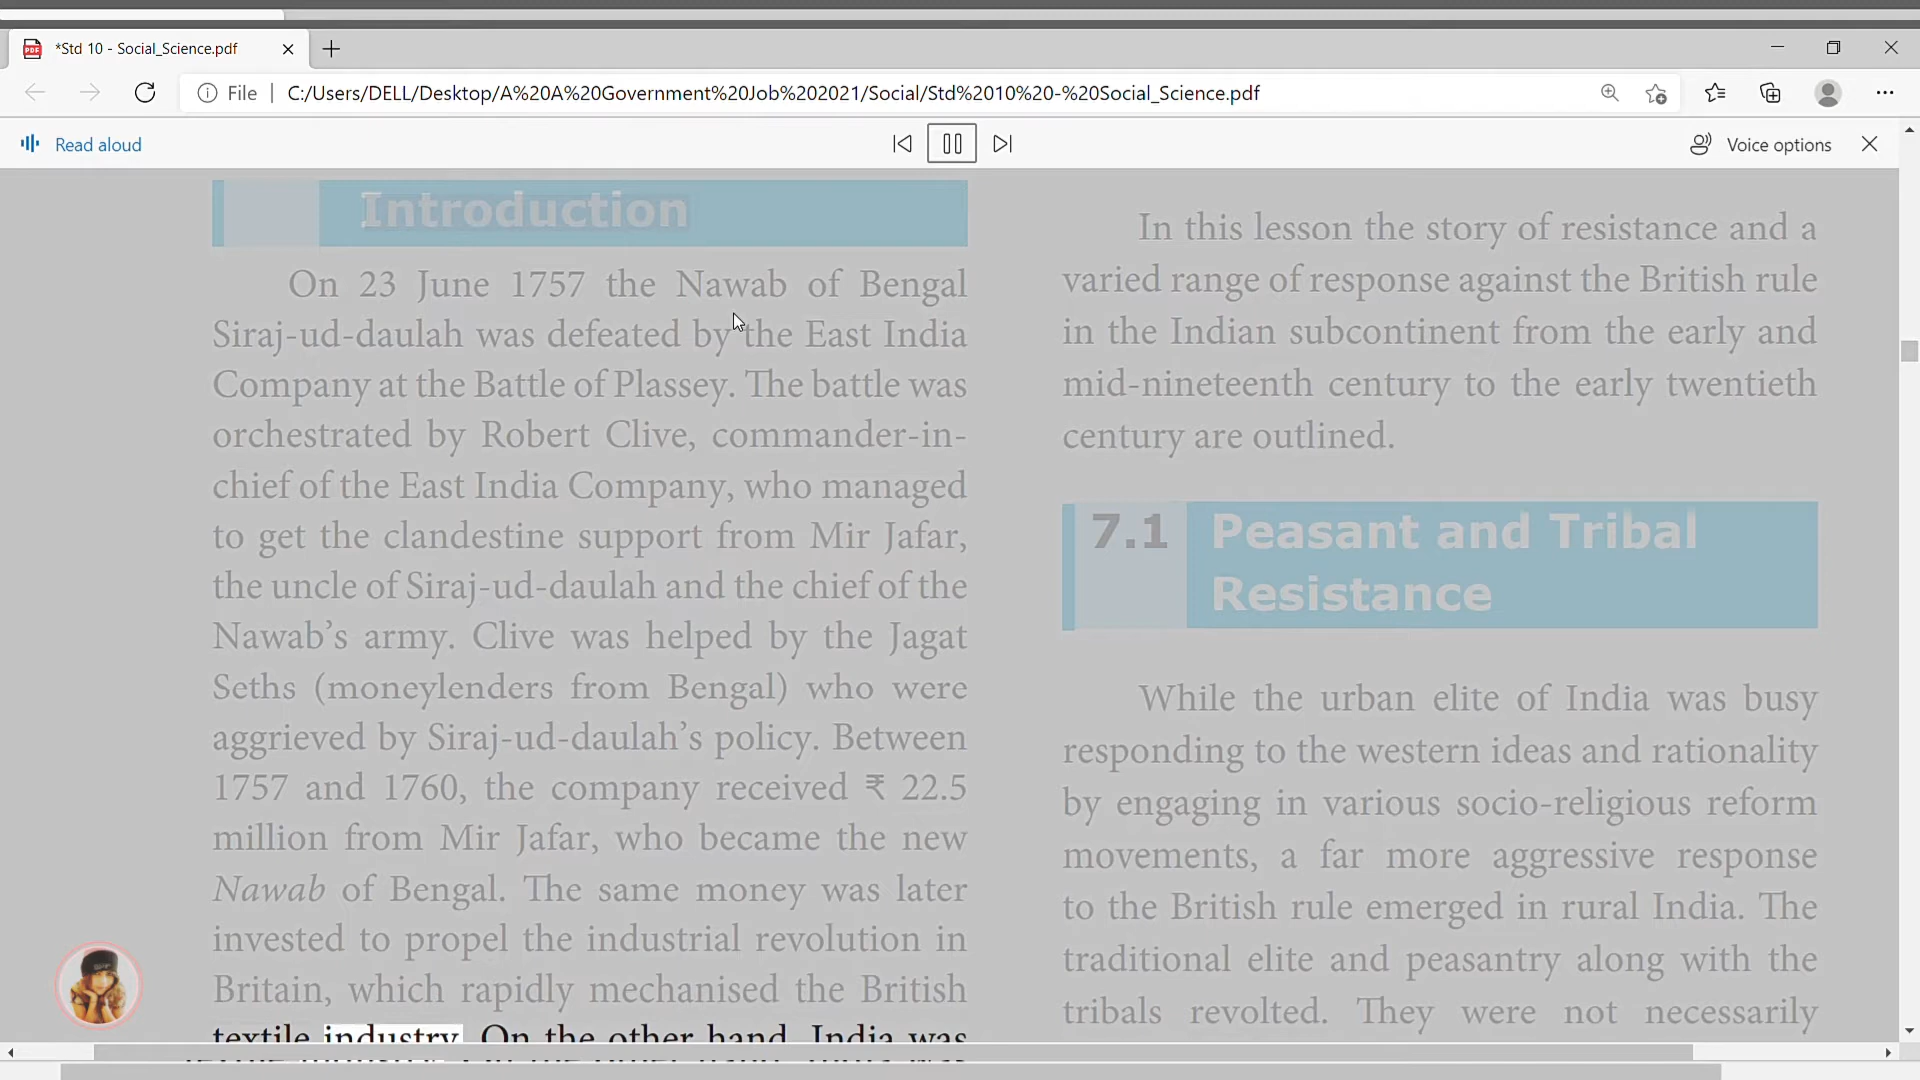 *Std 10 - Social_Science.pdf
File
C:/Users/DELL/Desktop/A%20A%20Government%20Job%202021/Social/Std%2010%20-%20Social_Science.pdf
Read aloud
Voice options
Introduction
On 23 June 1757 the Nawab of Bengal
Siraj-ud-daulah was defeated by the East India
Company at the Battle of Plassey. The battle was
orchestrated by Robert Clive, commander-in-
chief of the East India Company, who managed
to get the clandestine support from Mir Jafar,
the uncle of Siraj-ud-daulah and the chief of the
Nawab's army. Clive was helped by the Jagat
Seths (moneylenders from Bengal) who were
aggrieved by Siraj-ud-daulah's policy. Between
1757 and 1760, the company received ₹ 22.5
million from Mir Jafar, who became the new
Nawab of Bengal. The same money was later
invested to propel the industrial revolution in
Britain, which rapidly mechanised the British
textile industry. On the other hand, India was
In this lesson the story of resistance and a
varied range of response against the British rule
in the Indian subcontinent from the early and
mid-nineteenth century to the early twentieth
century are outlined.
7.1 Peasant and Tribal
Resistance
While the urban elite of India was busy
responding to the western ideas and rationality
by engaging in various socio-religious reform
movements, a far more aggressive response
to the British rule emerged in rural India. The
traditional elite and peasantry along with the
tribals revolted. They were not necessarily